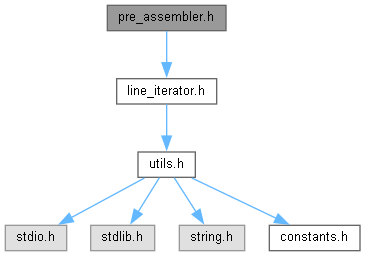 pre_assembler.h
line_iterator.h
utils.h
stdio.h
stdlib.h
string.h
constants.h